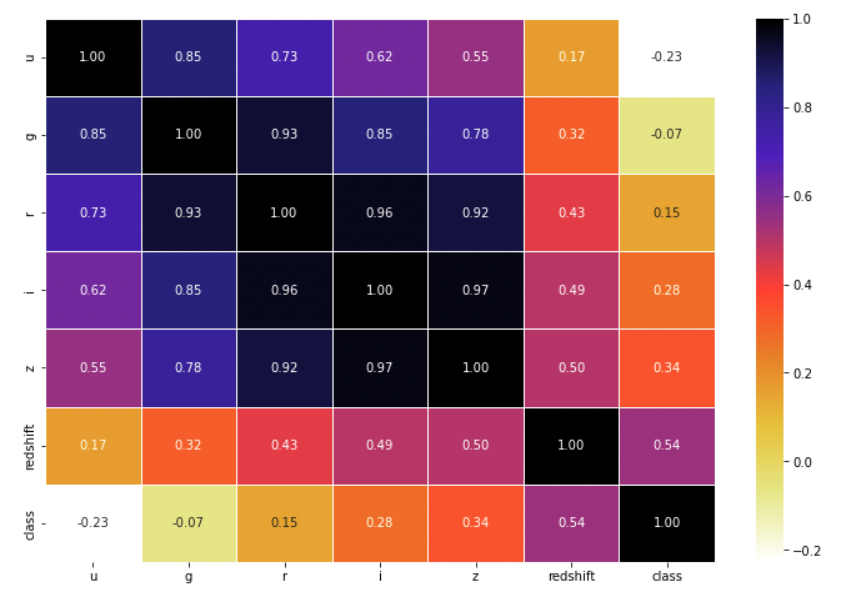 u 1.00 0.85 0.73 0.62 0.55 0.17 -0.23
g 0.85 1.00 0.93 0.85 0.78 0.32 -0.07
r 0.73 0.93 1.00 0.96 0.92 0.43 0.15
i 0.62 0.85 0.96 1.00 0.97 0.49 0.28
z 0.55 0.78 0.92 0.97 1.00 0.50 0.34
redshift 0.17 0.32 0.43 0.49 0.50 1.00 0.54
class -0.23 -0.07 0.15 0.28 0.34 0.54 1.00
u g r i z redshift class
1.0
0.8
0.6
0.4
0.2
0.0
−0.2